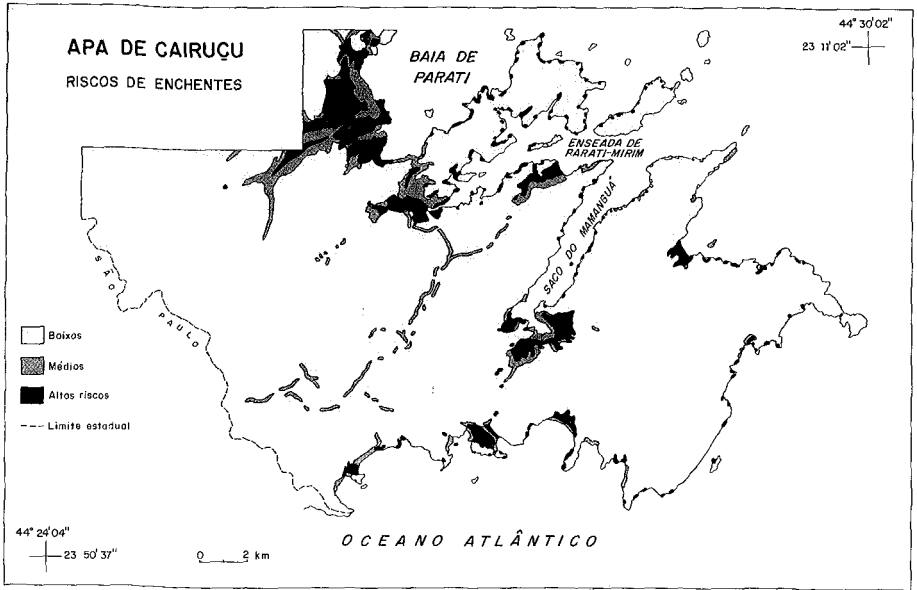 APA DE CAIRUÇU
RISCOS DE ENCHENTES
BAIA DE
PARATI
44° 30' 02"
23 11' 02"
ENSEADA DE
PARATI-MIRIM
SACO DO MAMANGUÁ
SÃO PAULO
Baixos
Médios
Altos riscos
Limite estadual
44° 24' 04"
23 50' 37"
0 2 km
OCEANO ATLÂNTICO